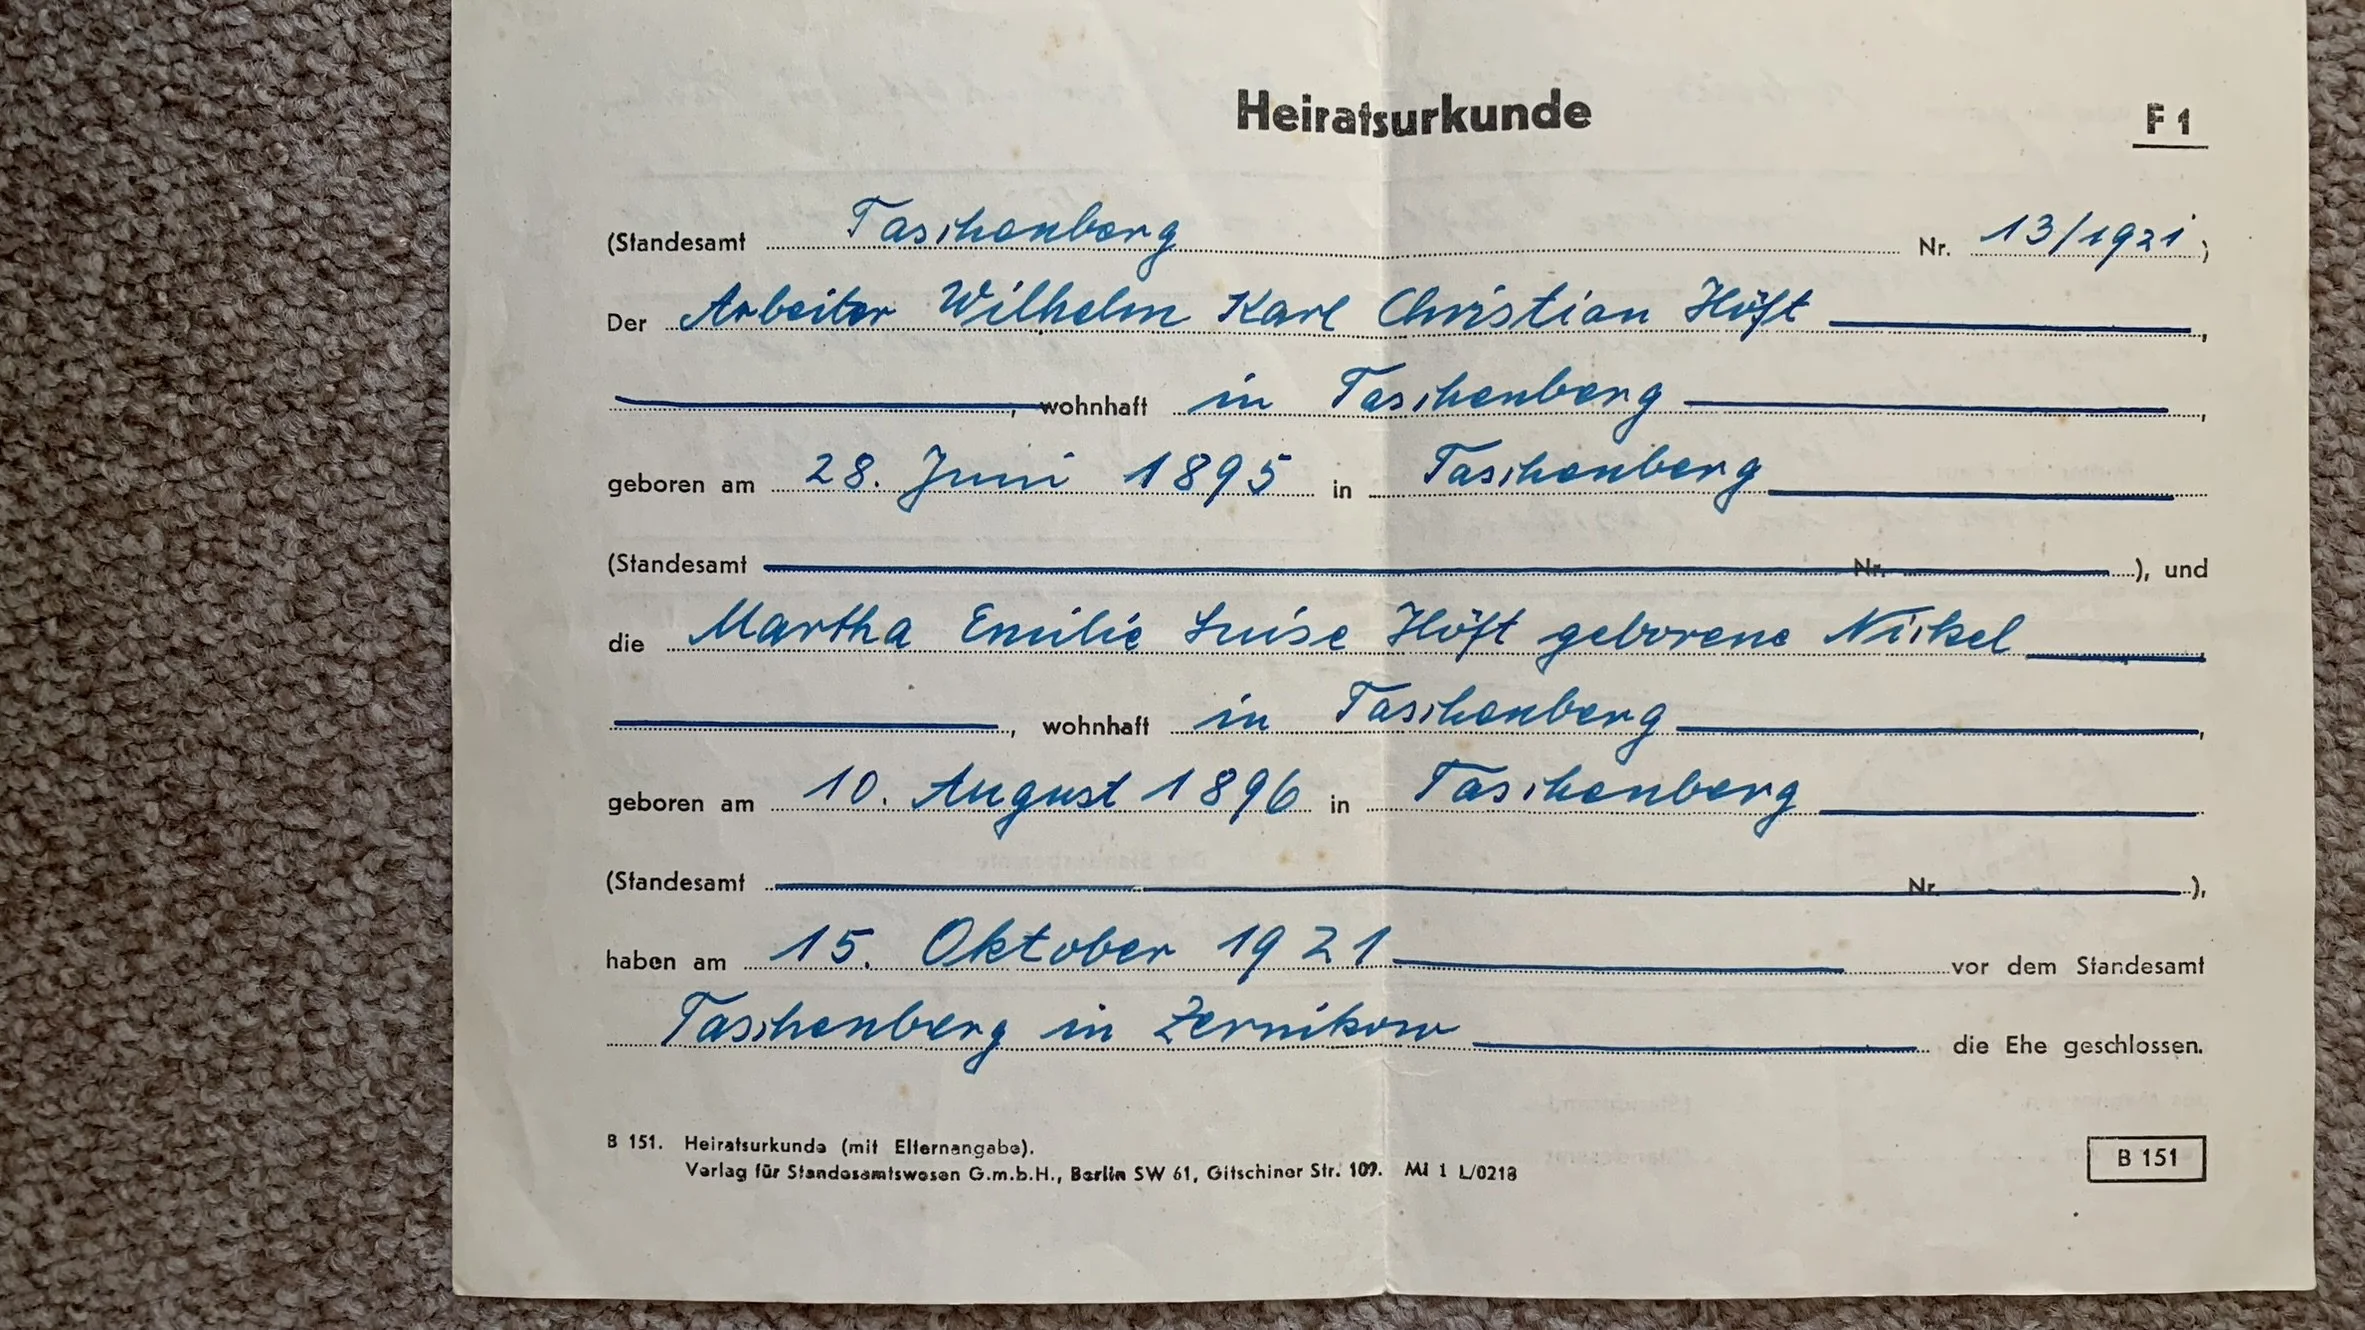 Heiratsurkunde
F 1
(Standesamt Taschenberg Nr. 13/1921)
Der Arbeiter Wilhelm Karl Christian Höft,
, wohnhaft in Taschenberg,
geboren am 28. Juni 1895 in Taschenberg
(Standesamt Nr. ), und
die Martha Emilie Luise Höft geborene Nickel,
, wohnhaft in Taschenberg,
geboren am 10. August 1896 in Taschenberg
(Standesamt Nr. ),
haben am 15. Oktober 1921 vor dem Standesamt
Taschenberg in Zernikow die Ehe geschlossen.
B 151. Heiratsurkunde (mit Elternangabe).
Verlag für Standesamtswesen G.m.b.H., Berlin SW 61, Gitschiner Str. 109. MI 1 L/0218
B 151